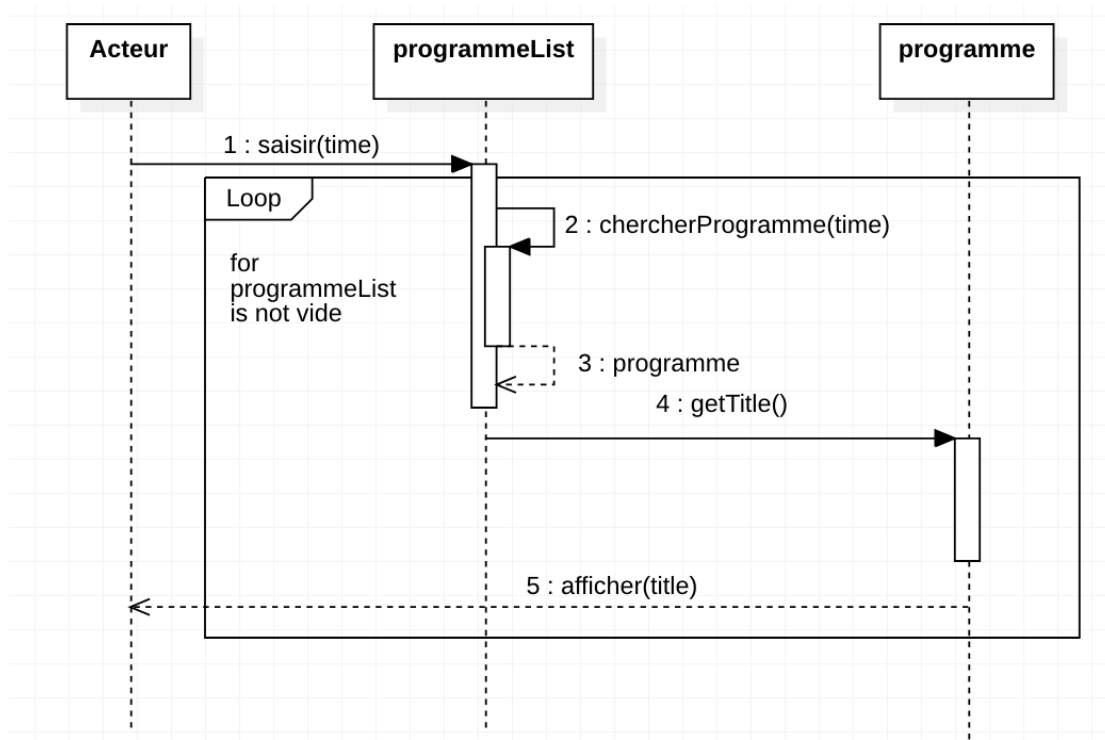 Acteur
programmeList
programme
1 : saisir(time)
Loop
2 : chercherProgramme(time)
for
programmeList
is not vide
3 : programme
4 : getTitle()
5 : afficher(title)